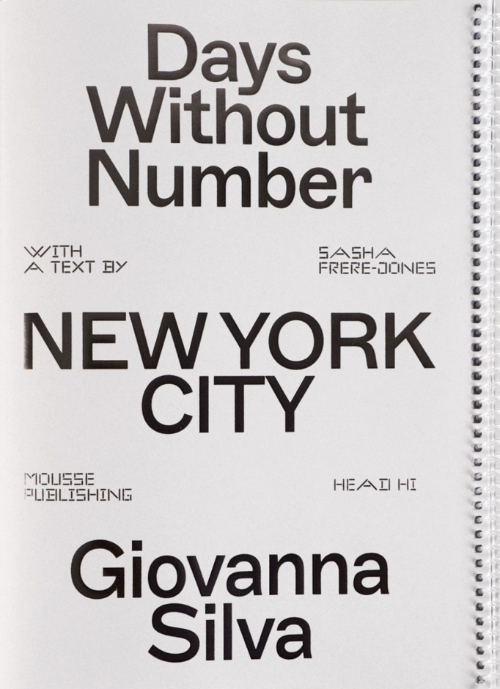 Days
Without
Number
WITH
A TEXT BY
SASHA
FRERE-JONES
NEW YORK
CITY
MOUSSE
PUBLISHING
HEAD HI
Giovanna
Silva